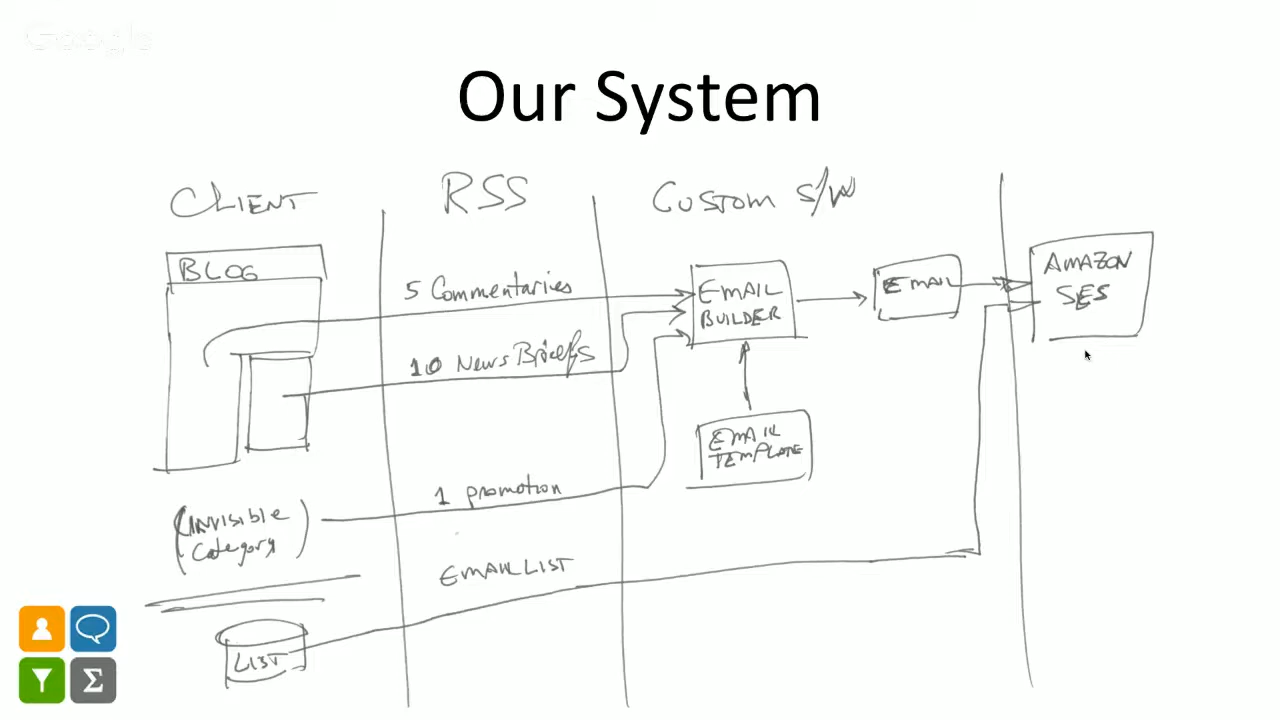 Google
Our System
CLIENT
RSS
CUSTOM S/W
BLOG
5 Commentaries
EMAIL
BUILDER
EMAIL
AMAZON
SES
10 News Briefs
EMAIL
TEMPLATE
1 promotion
(INVISIBLE
Category)
EMAIL LIST
LIST
Σ